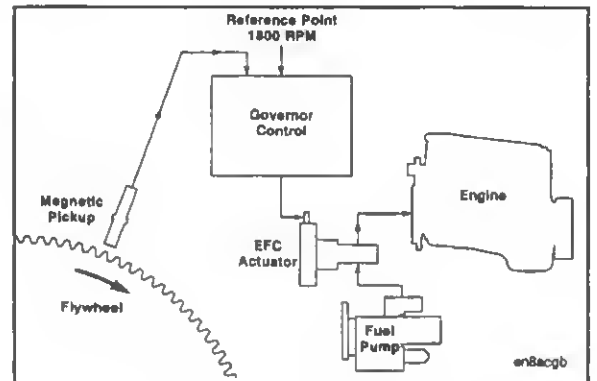 Reference Point
1800 RPM
Governor
Control
Magnetic
Pickup
Engine
EFC
Actuator
Flywheel
Fuel
Pump
en8acgb